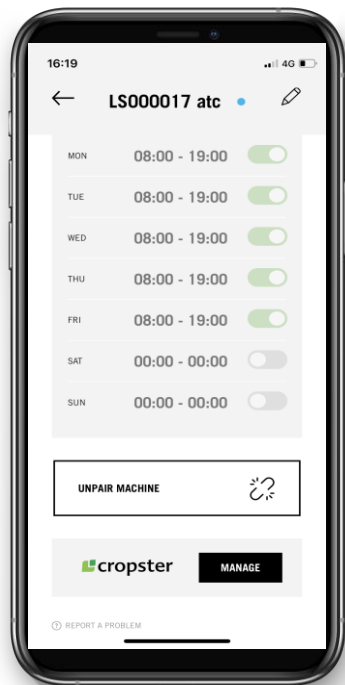 16:19 4G
LS000017 atc
MON 08:00 - 19:00
TUE 08:00 - 19:00
WED 08:00 - 19:00
THU 08:00 - 19:00
FRI 08:00 - 19:00
SAT 00:00 - 00:00
SUN 00:00 - 00:00
UNPAIR MACHINE
cropster MANAGE
? REPORT A PROBLEM